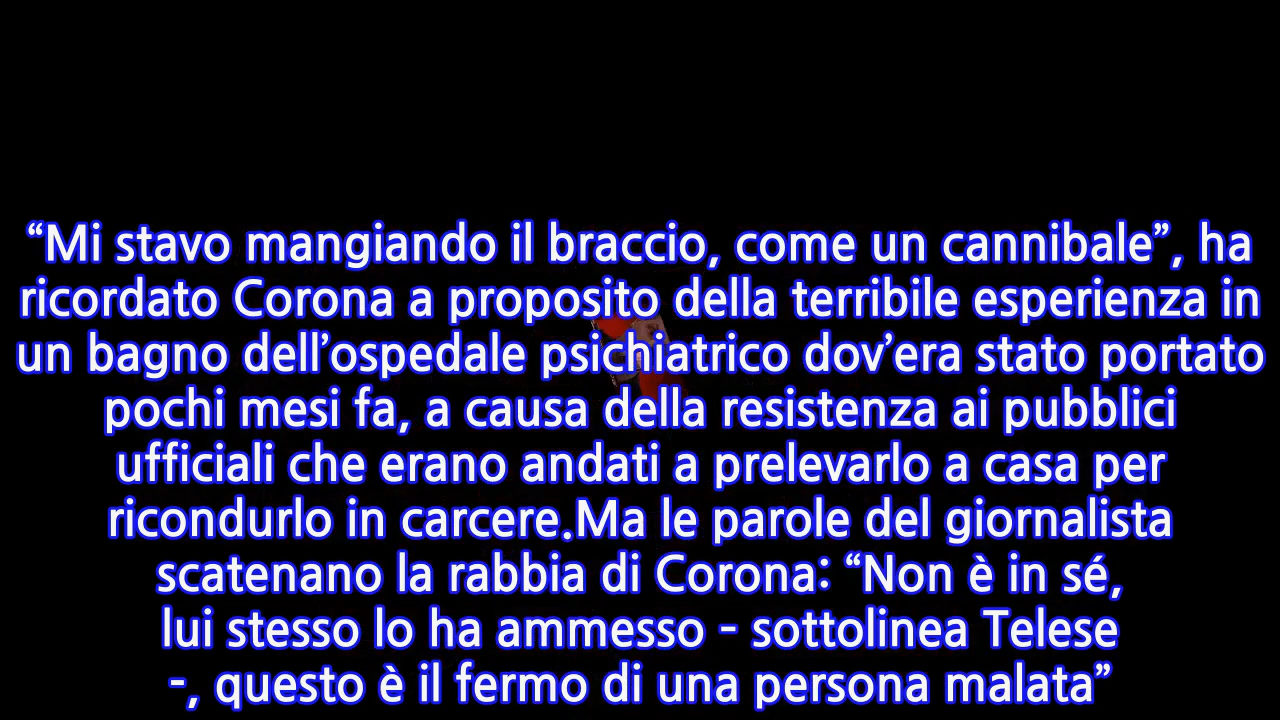 “Mi stavo mangiando il braccio, come un cannibale”, ha
ricordato Corona a proposito della terribile esperienza in
un bagno dell’ospedale psichiatrico dov’era stato portato
pochi mesi fa, a causa della resistenza ai pubblici
ufficiali che erano andati a prelevarlo a casa per
ricondurlo in carcere.Ma le parole del giornalista
scatenano la rabbia di Corona: “Non è in sé,
lui stesso lo ha ammesso - sottolinea Telese
-, questo è il fermo di una persona malata”